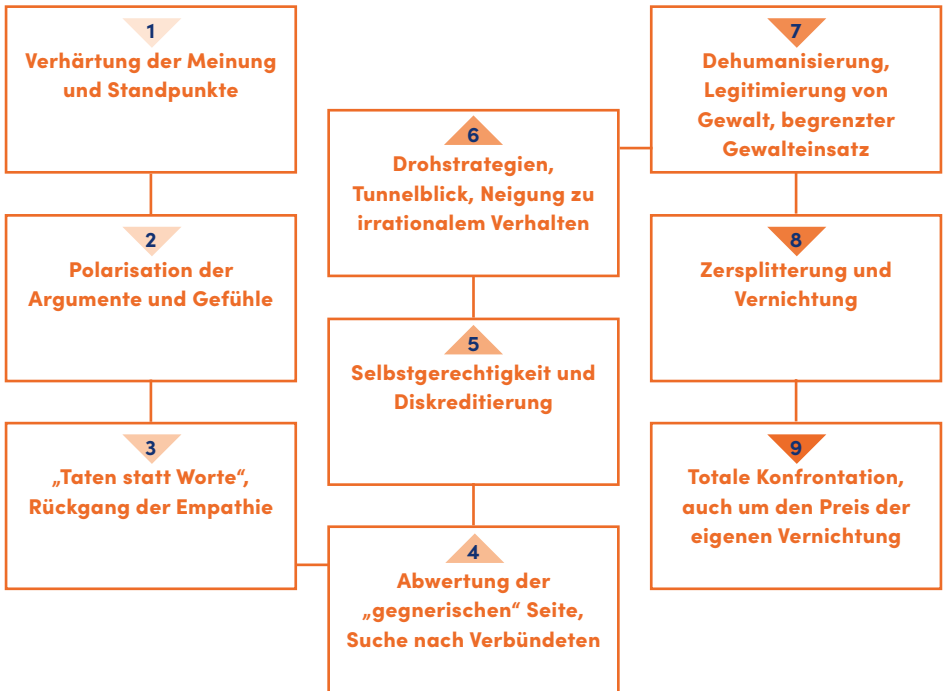 1
Verhärtung der Meinung
und Standpunkte
2
Polarisation der
Argumente und Gefühle
3
„Taten statt Worte“,
Rückgang der Empathie
4
Abwertung der
„gegnerischen“ Seite,
Suche nach Verbündeten
5
Selbstgerechtigkeit und
Diskreditierung
6
Drohstrategien,
Tunnelblick, Neigung zu
irrationalem Verhalten
7
Dehumanisierung,
Legitimierung von
Gewalt, begrenzter
Gewalteinsatz
8
Zersplitterung und
Vernichtung
9
Totale Konfrontation,
auch um den Preis der
eigenen Vernichtung